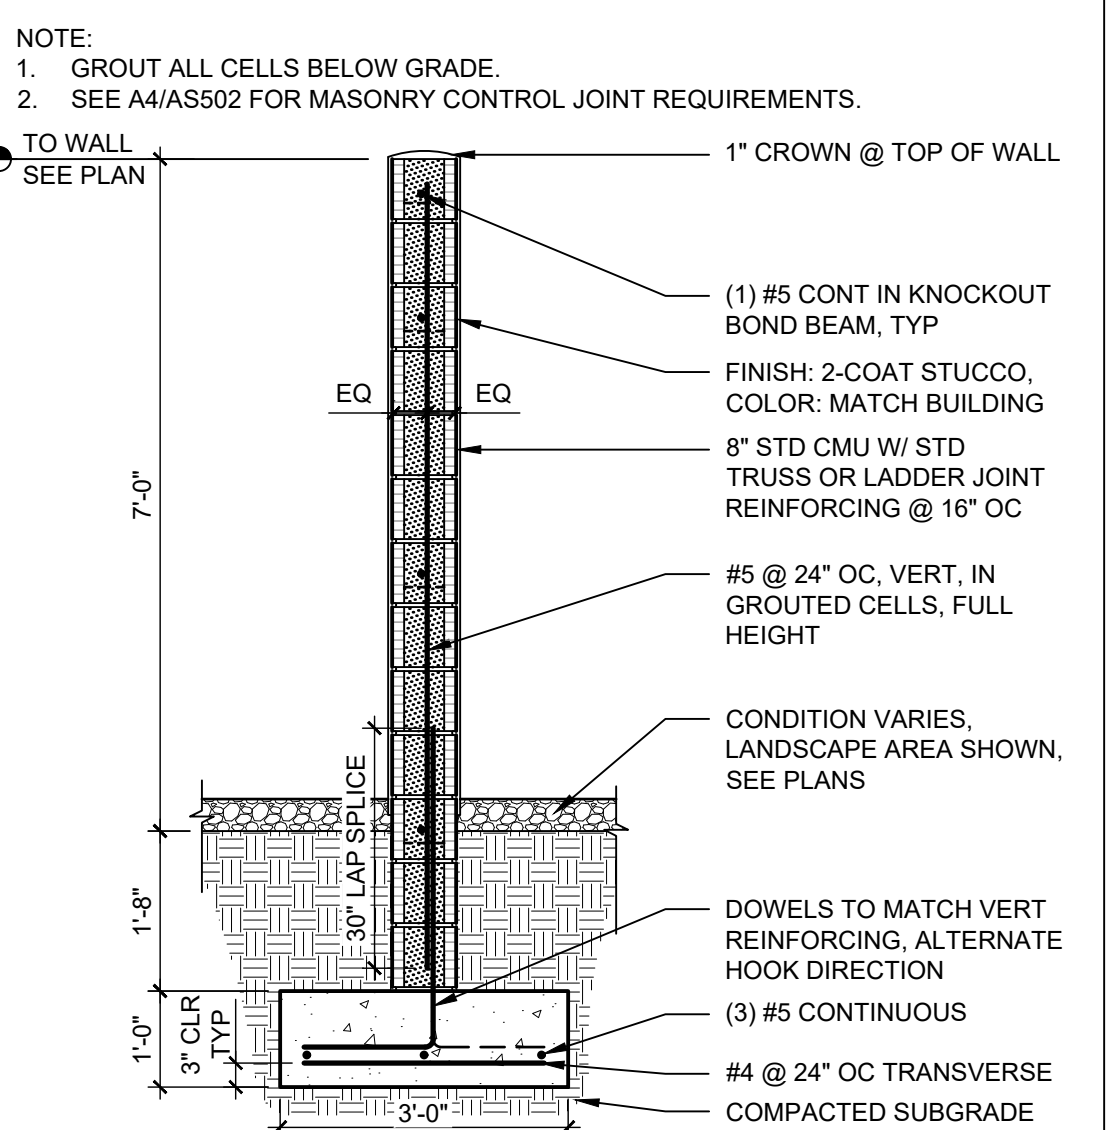 NOTE:
1. GROUT ALL CELLS BELOW GRADE.
2. SEE A4/AS502 FOR MASONRY CONTROL JOINT REQUIREMENTS.
TO WALL
SEE PLAN
1" CROWN @ TOP OF WALL
(1) #5 CONT IN KNOCKOUT
BOND BEAM, TYP
FINISH: 2-COAT STUCCO,
COLOR: MATCH BUILDING
EQ
EQ
8" STD CMU W/ STD
TRUSS OR LADDER JOINT
REINFORCING @ 16" OC
7'-0"
#5 @ 24" OC, VERT, IN
GROUTED CELLS, FULL
HEIGHT
CONDITION VARIES,
LANDSCAPE AREA SHOWN,
SEE PLANS
30" LAP SPLICE
1'-8"
DOWELS TO MATCH VERT
REINFORCING, ALTERNATE
HOOK DIRECTION
(3) #5 CONTINUOUS
1'-0"
3" CLR
TYP
#4 @ 24" OC TRANSVERSE
COMPACTED SUBGRADE
3'-0"